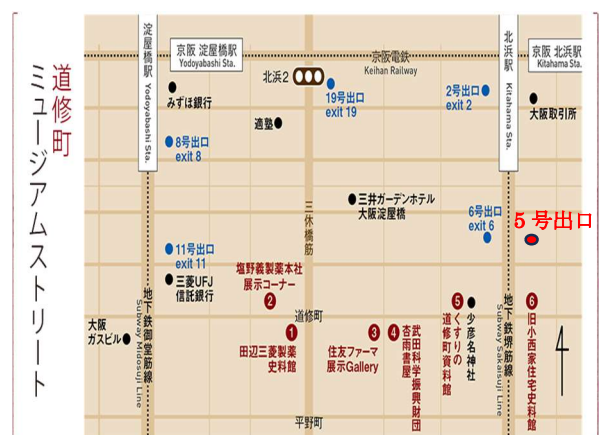 道修町
ミュージアムストリート
淀屋橋駅 Yodoyabashi Sta.
京阪 淀屋橋駅
Yodoyabashi Sta.
京阪電鉄
Keihan Railway
北浜駅 Kitahama Sta.
京阪 北浜駅
Kitahama Sta.
北浜2
みずほ銀行
19号出口
exit 19
2号出口
exit 2
大阪取引所
適塾
8号出口
exit 8
三井ガーデンホテル
大阪淀屋橋
三休橋筋
6号出口
exit 6
5号出口
11号出口
exit 11
三菱UFJ
信託銀行
塩野義製薬本社
展示コーナー
2
大阪
ガスビル
地下鉄御堂筋線
Subway Midosuji Line
道修町
1
田辺三菱製薬
史料館
3
住友ファーマ
展示Gallery
4
武田科学振興財団
杏雨書屋
5
くすりの
道修町資料館
少彦名神社
地下鉄堺筋線
Subway Sakaisuji Line
6
旧小西家住宅史料館
平野町